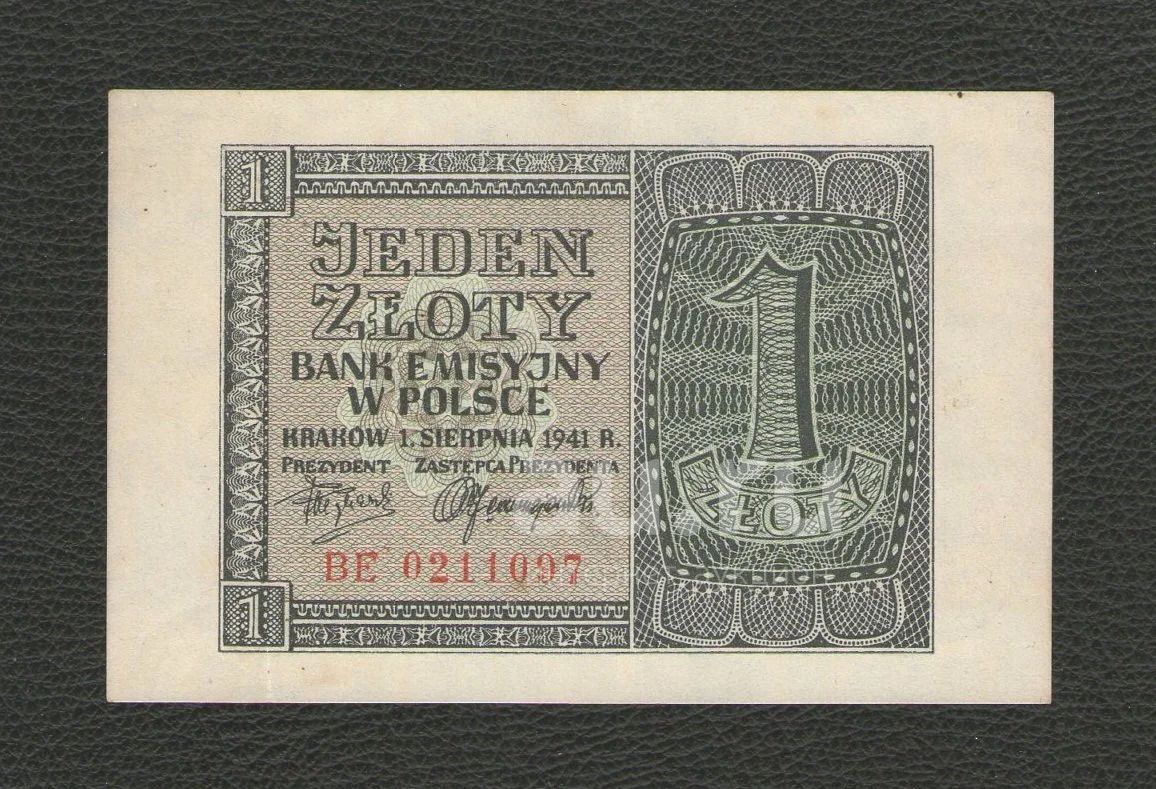 1
JEDEN
ZŁOTY
BANK EMISYJNY
W POLSCE
KRAKÓW 1. SIERPNIA 1941 R.
PREZYDENT ZASTĘPCA PREZYDENTA
BE 0211097
1
1
ZŁOTY